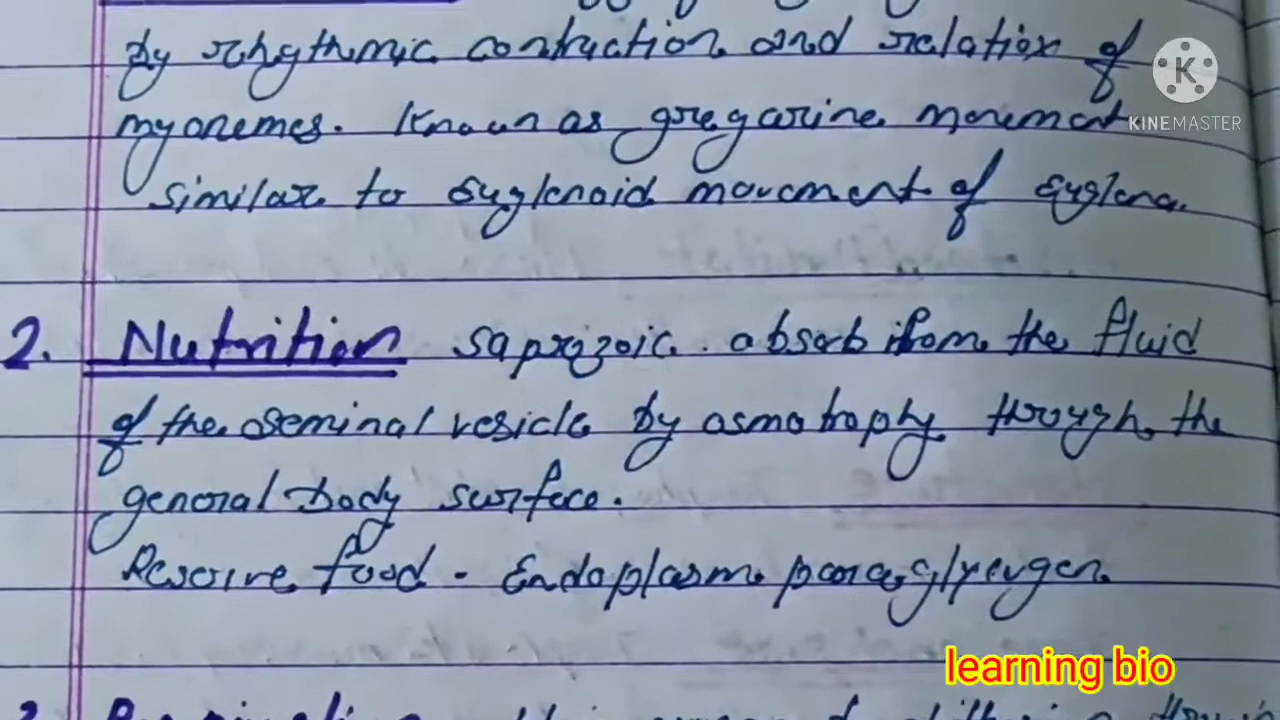 by rhythmic contruction and relation of
myonemes. Known as gregarine movement
similar to Euglenoid movement of Euglena.
2. Nutrition saprozoic. absorb from the fluid
of the seminal vesicle by osmotrophy through the
general body surface.
Reserve food - Endoplasm paraglycogen.
KINEMASTER
learning bio